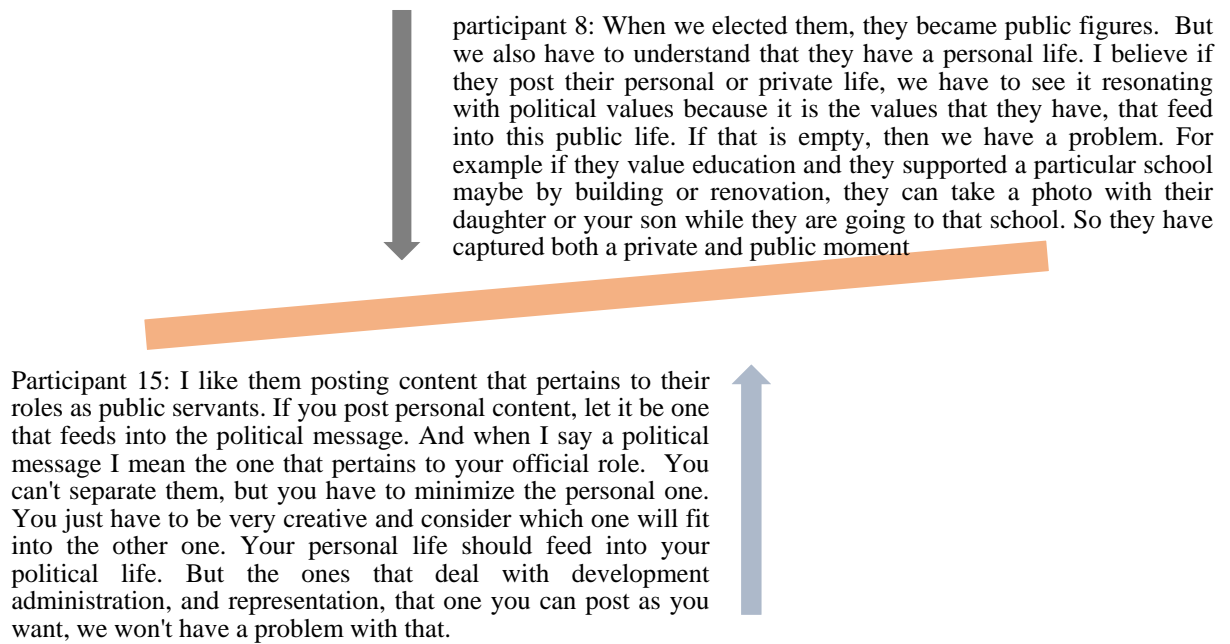 participant 8: When we elected them, they became public figures. But
we also have to understand that they have a personal life. I believe if
they post their personal or private life, we have to see it resonating
with political values because it is the values that they have, that feed
into this public life. If that is empty, then we have a problem. For
example if they value education and they supported a particular school
maybe by building or renovation, they can take a photo with their
daughter or your son while they are going to that school. So they have
captured both a private and public moment
Participant 15: I like them posting content that pertains to their
roles as public servants. If you post personal content, let it be one
that feeds into the political message. And when I say a political
message I mean the one that pertains to your official role. You
can't separate them, but you have to minimize the personal one.
You just have to be very creative and consider which one will fit
into the other one. Your personal life should feed into your
political life. But the ones that deal with development
administration, and representation, that one you can post as you
want, we won't have a problem with that.